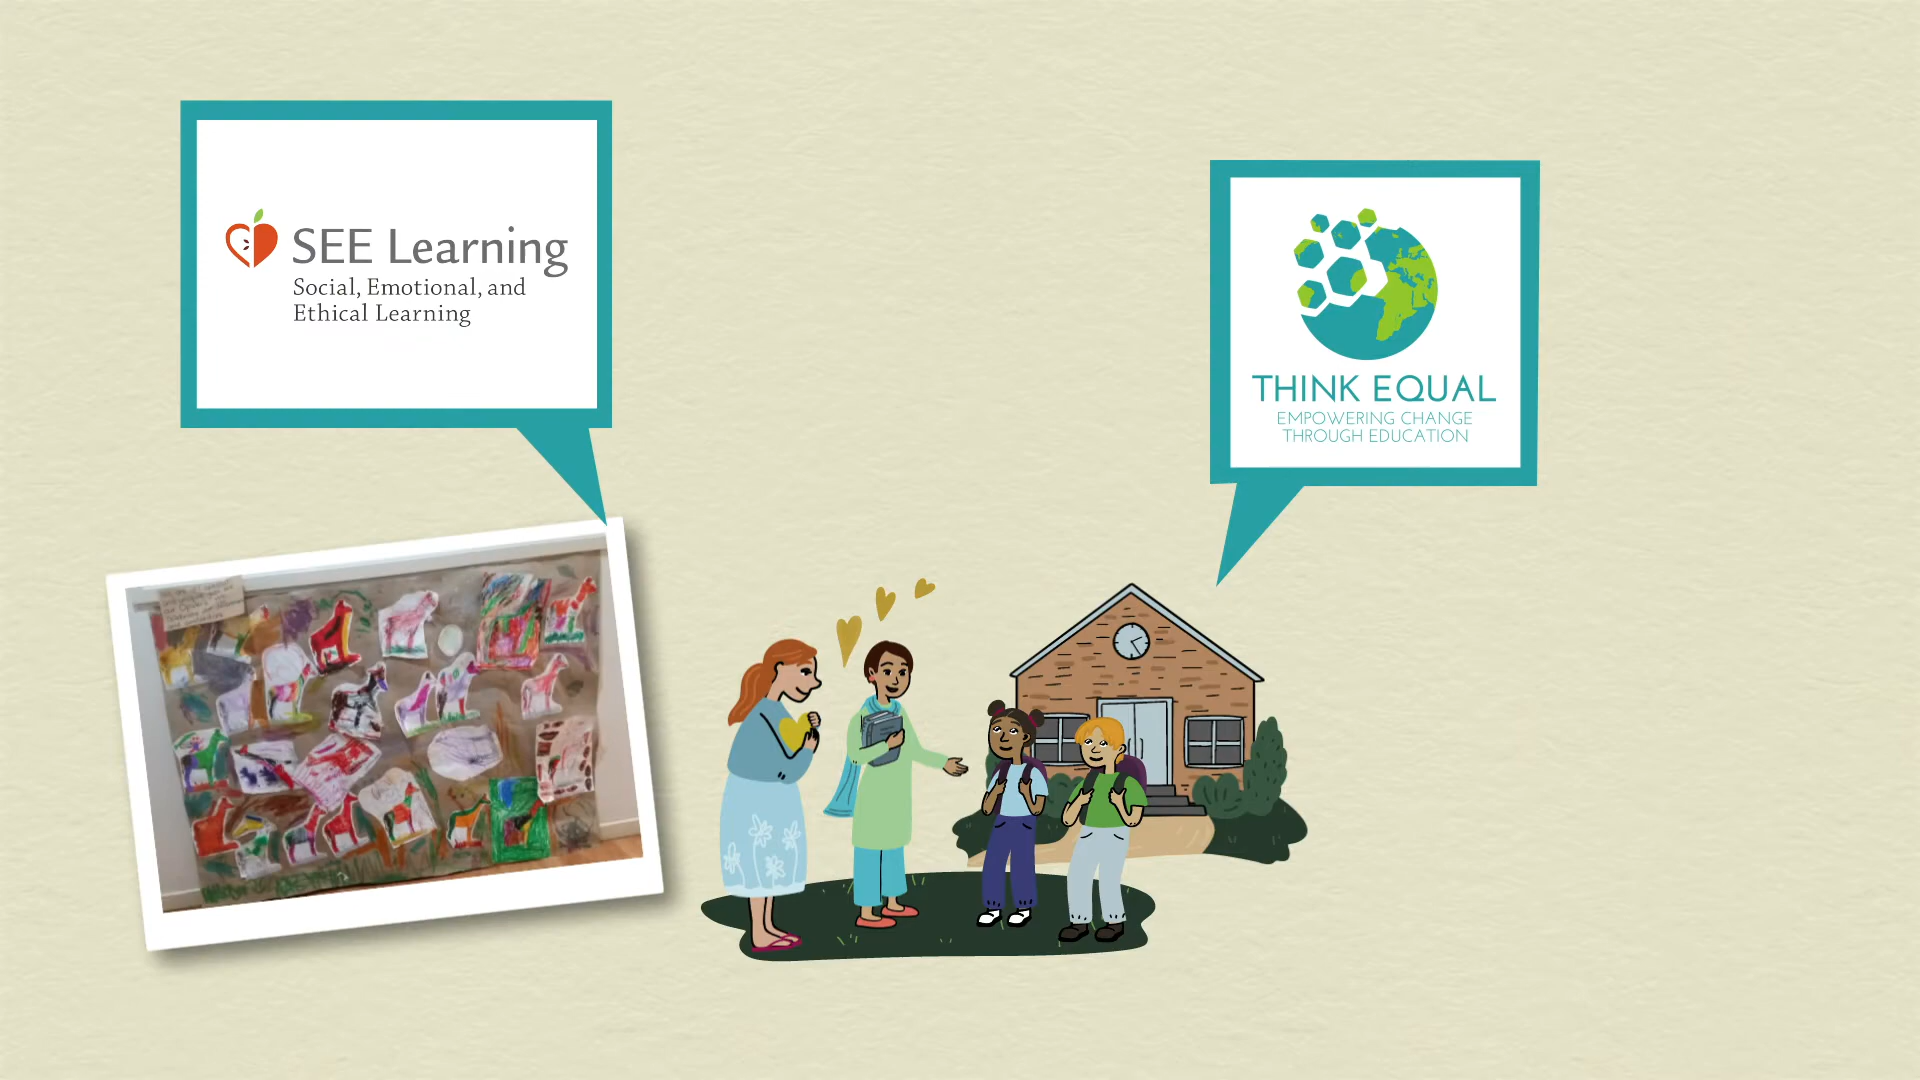 SEE Learning
Social, Emotional, and
Ethical Learning
THINK EQUAL
EMPOWERING CHANGE
THROUGH EDUCATION